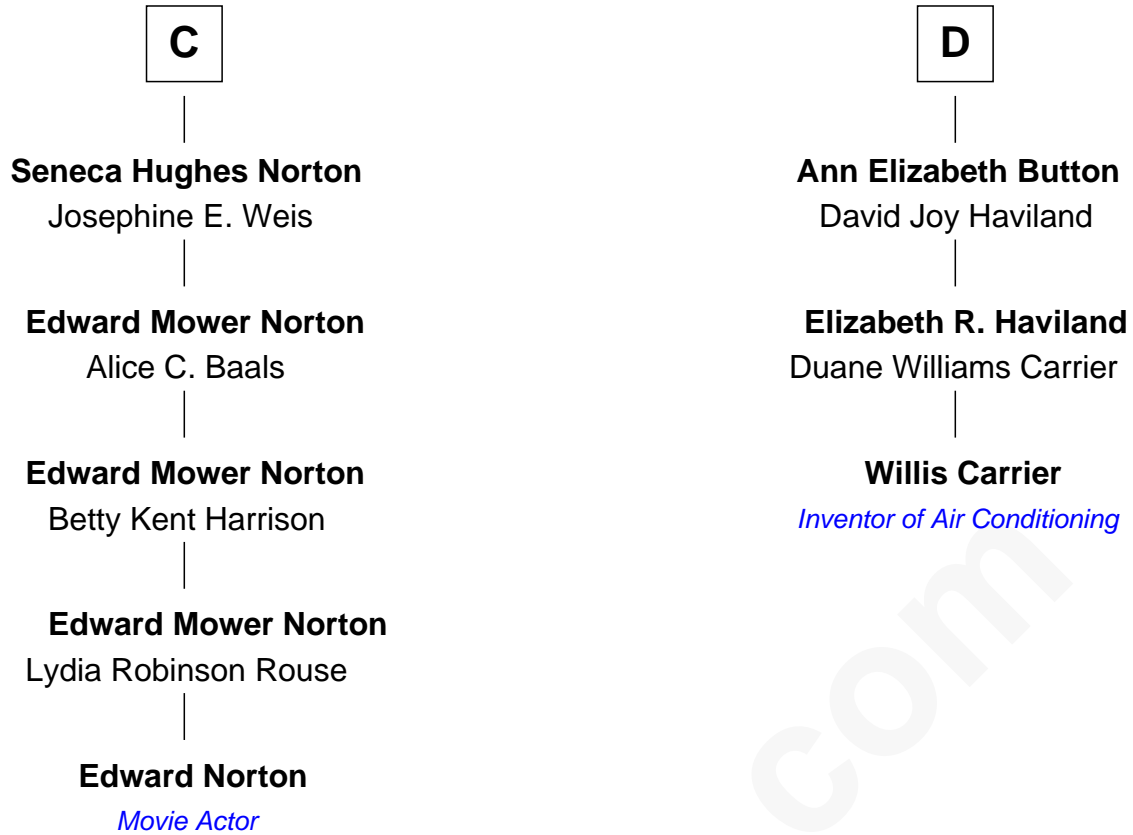 C
Seneca Hughes Norton
Josephine E. Weis
Edward Mower Norton
Alice C. Baals
Edward Mower Norton
Betty Kent Harrison
Edward Mower Norton
Lydia Robinson Rouse
Edward Norton
Movie Actor
D
Ann Elizabeth Button
David Joy Haviland
Elizabeth R. Haviland
Duane Williams Carrier
Willis Carrier
Inventor of Air Conditioning
com